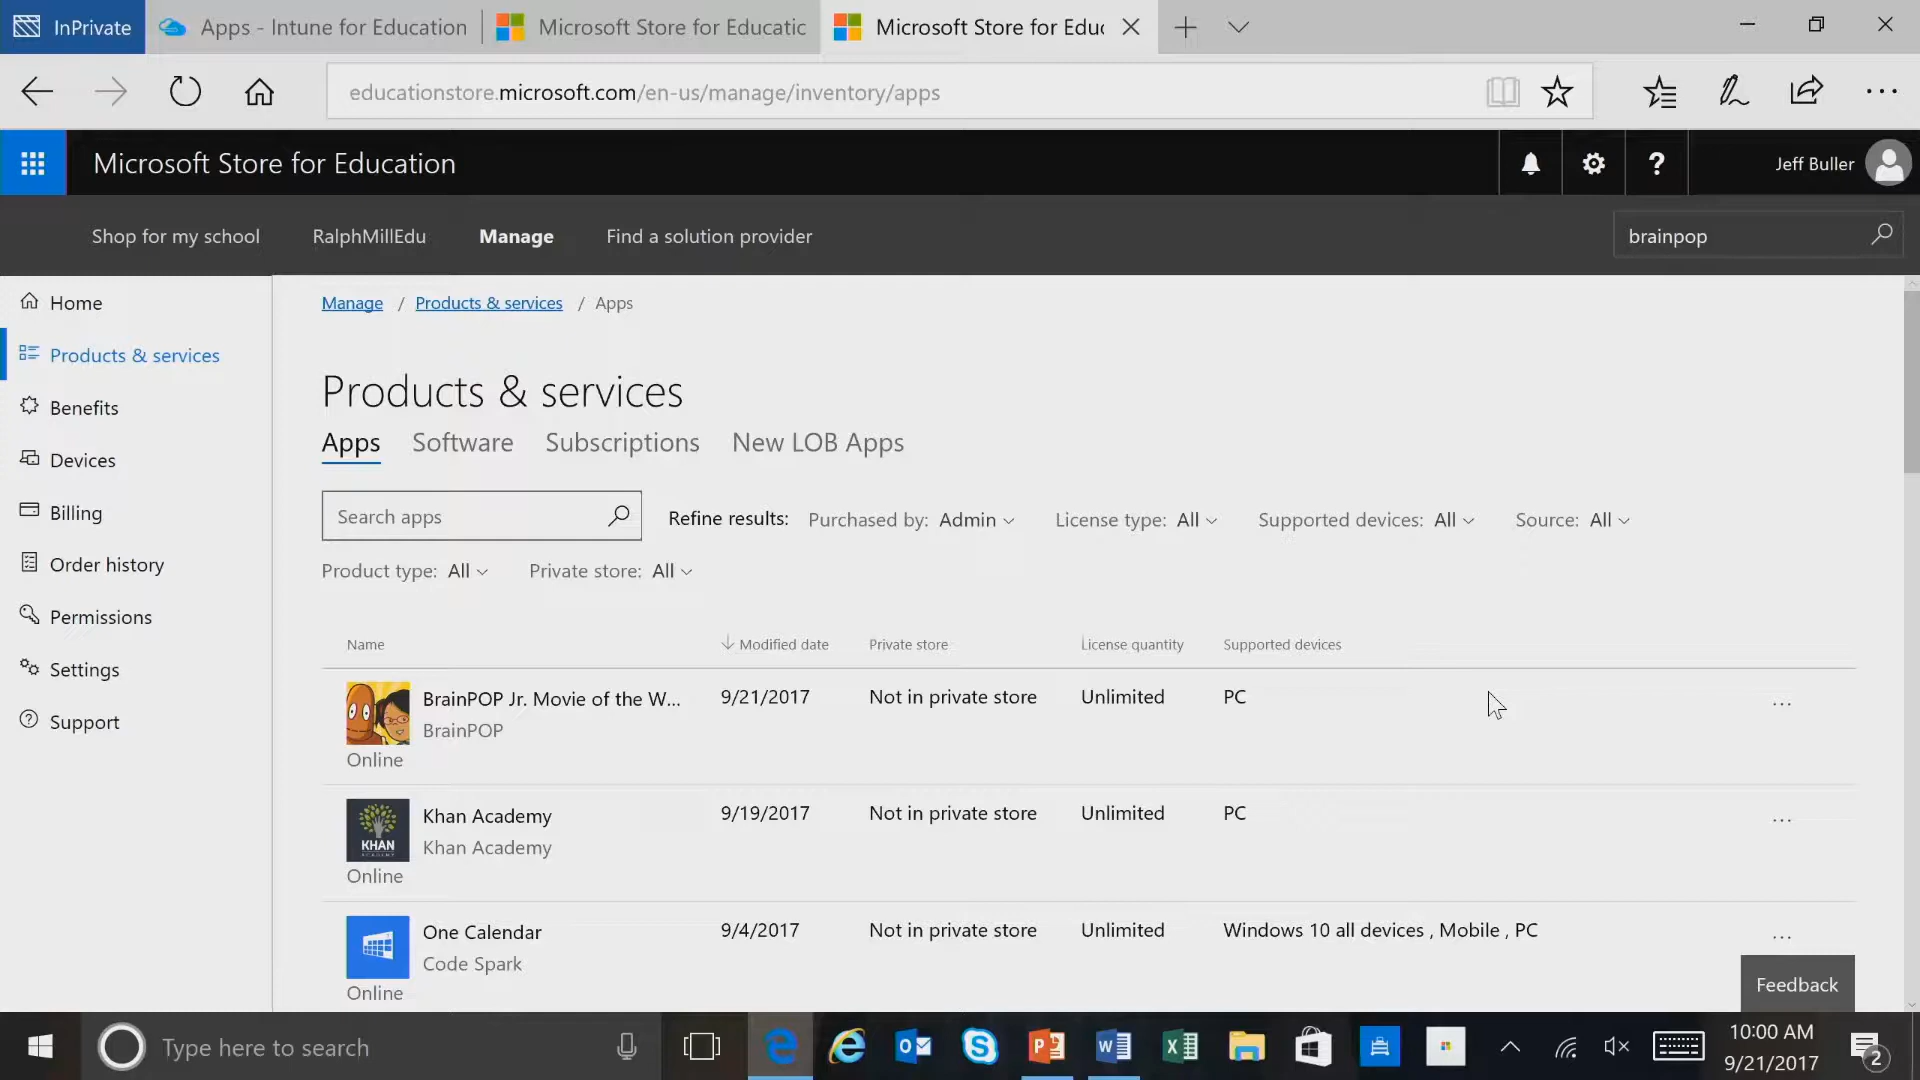 InPrivate
Apps - Intune for Education
Microsoft Store for Educatic
Microsoft Store for Educ
educationstore.microsoft.com/en-us/manage/inventory/apps
Microsoft Store for Education
?
Jeff Buller
Shop for my school
RalphMillEdu
Manage
Find a solution provider
brainpop
Home
Products & services
Benefits
Devices
Billing
Order history
Permissions
Settings
Support
Manage / Products & services / Apps
Products & services
Apps
Software
Subscriptions
New LOB Apps
Search apps
Refine results: Purchased by: Admin License type: All Supported devices: All Source: All
Product type: All Private store: All
Name Modified date Private store License quantity Supported devices
BrainPOP Jr. Movie of the W... 9/21/2017 Not in private store Unlimited PC ...
BrainPOP
Online
Khan Academy 9/19/2017 Not in private store Unlimited PC ...
KHAN
ACADEMY
Khan Academy
Online
One Calendar 9/4/2017 Not in private store Unlimited Windows 10 all devices , Mobile , PC ...
Code Spark
Online
Feedback
Type here to search
10:00 AM
9/21/2017
2